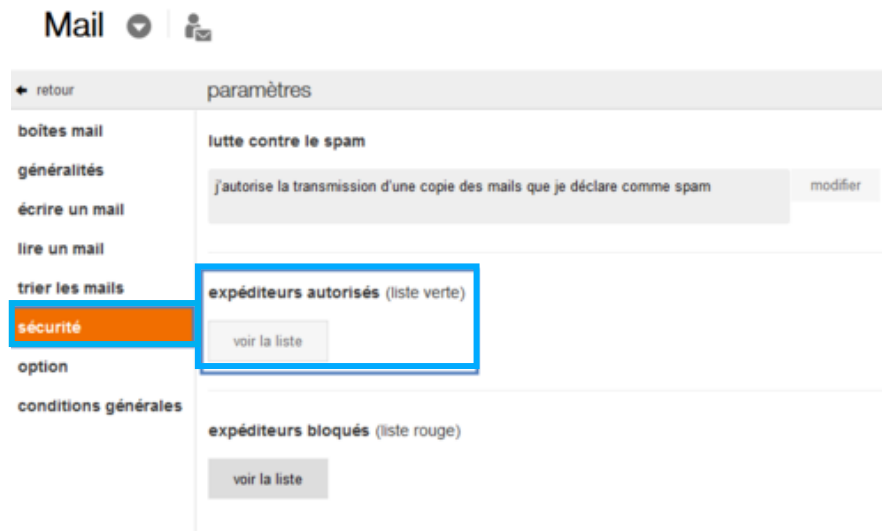 Mail
retour
paramètres
boîtes mail
généralités
écrire un mail
lire un mail
trier les mails
sécurité
option
conditions générales
lutte contre le spam
j'autorise la transmission d'une copie des mails que je déclare comme spam
modifier
expéditeurs autorisés (liste verte)
voir la liste
expéditeurs bloqués (liste rouge)
voir la liste